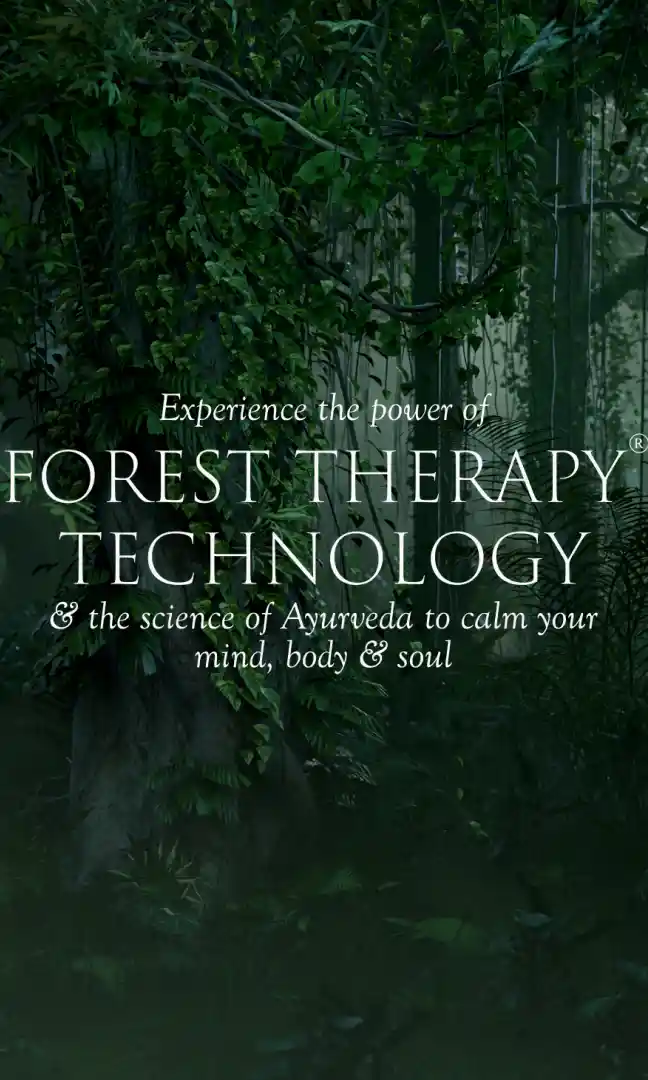 Experience the power of
FOREST THERAPY®
TECHNOLOGY
& the science of Ayurveda to calm your
mind, body & soul